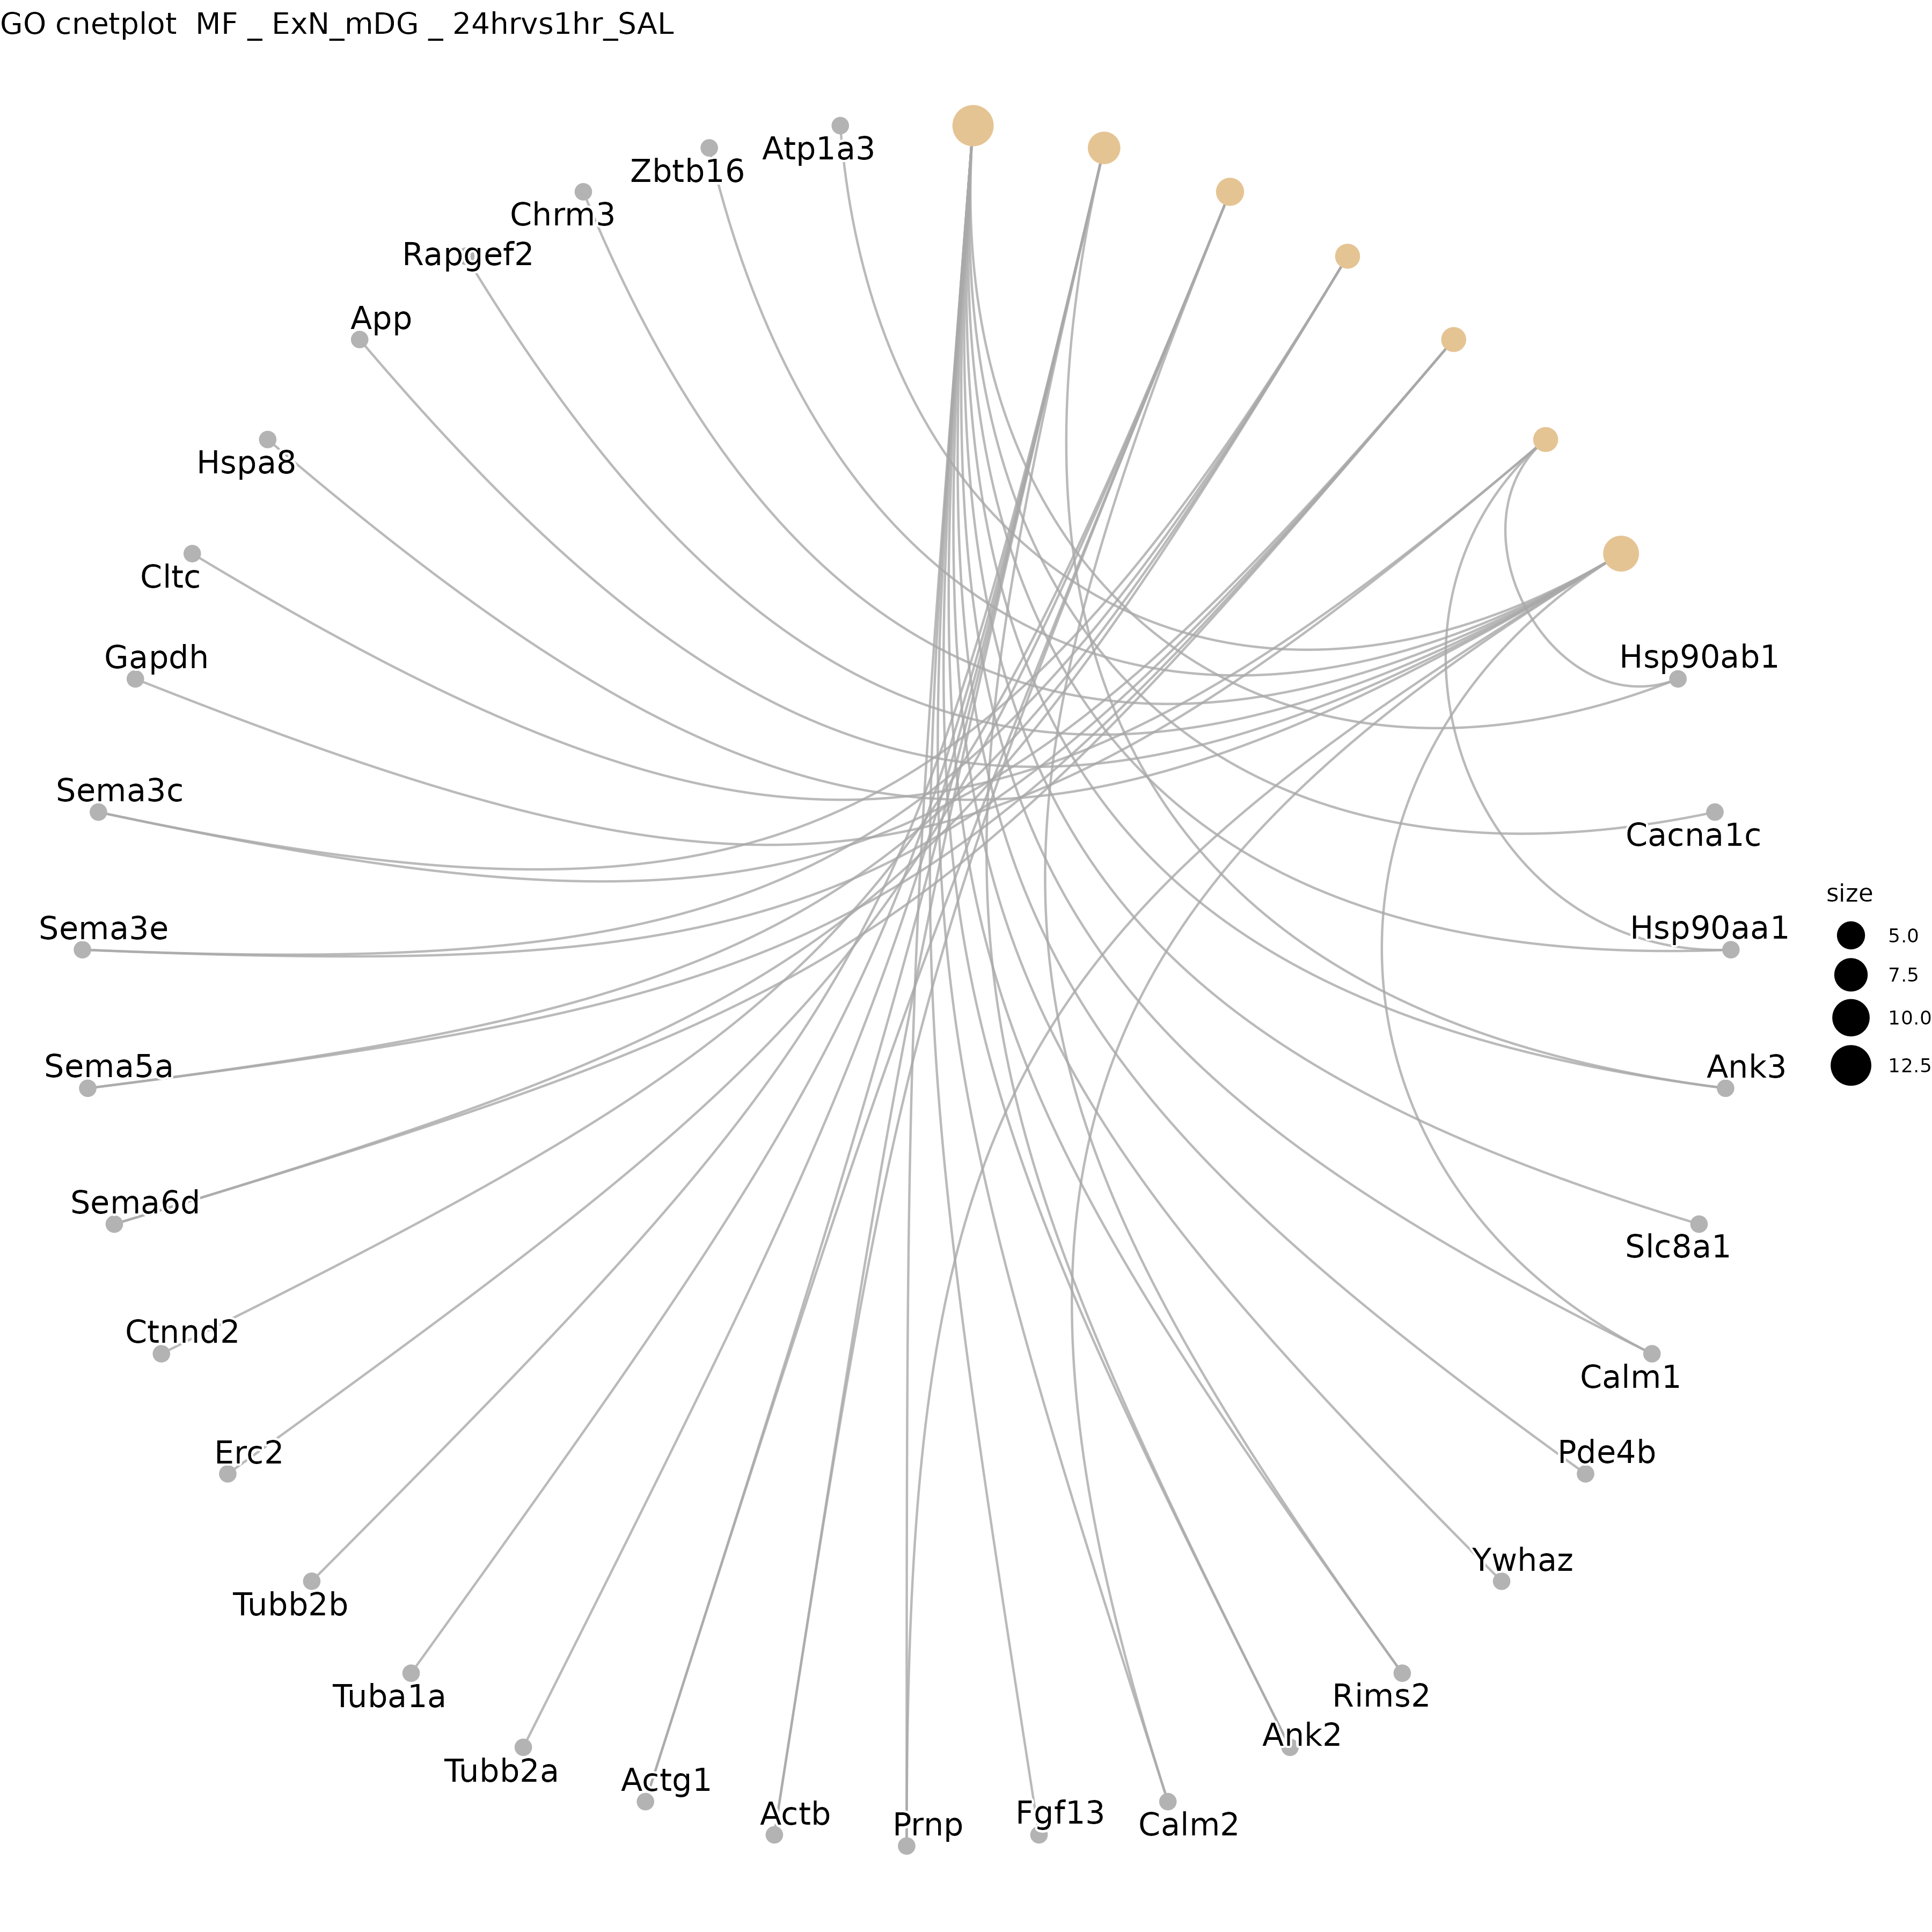 GO cnetplot  MF _ ExN_mDG _ 24hrvs1hr_SAL
Atp1a3
Zbtb16
Chrm3
Rapgef2
App
Hspa8
Cltc
Gapdh
Hsp90ab1
Sema3c
Cacna1c
size
Sema3e
Hsp90aa1
5.0
7.5
10.0
12.5
Sema5a
Ank3
Sema6d
Slc8a1
Ctnnd2
Calm1
Erc2
Pde4b
Ywhaz
Tubb2b
Tuba1a
Rims2
Ank2
Tubb2a
Actg1
Actb
Prnp
Fgf13
Calm2